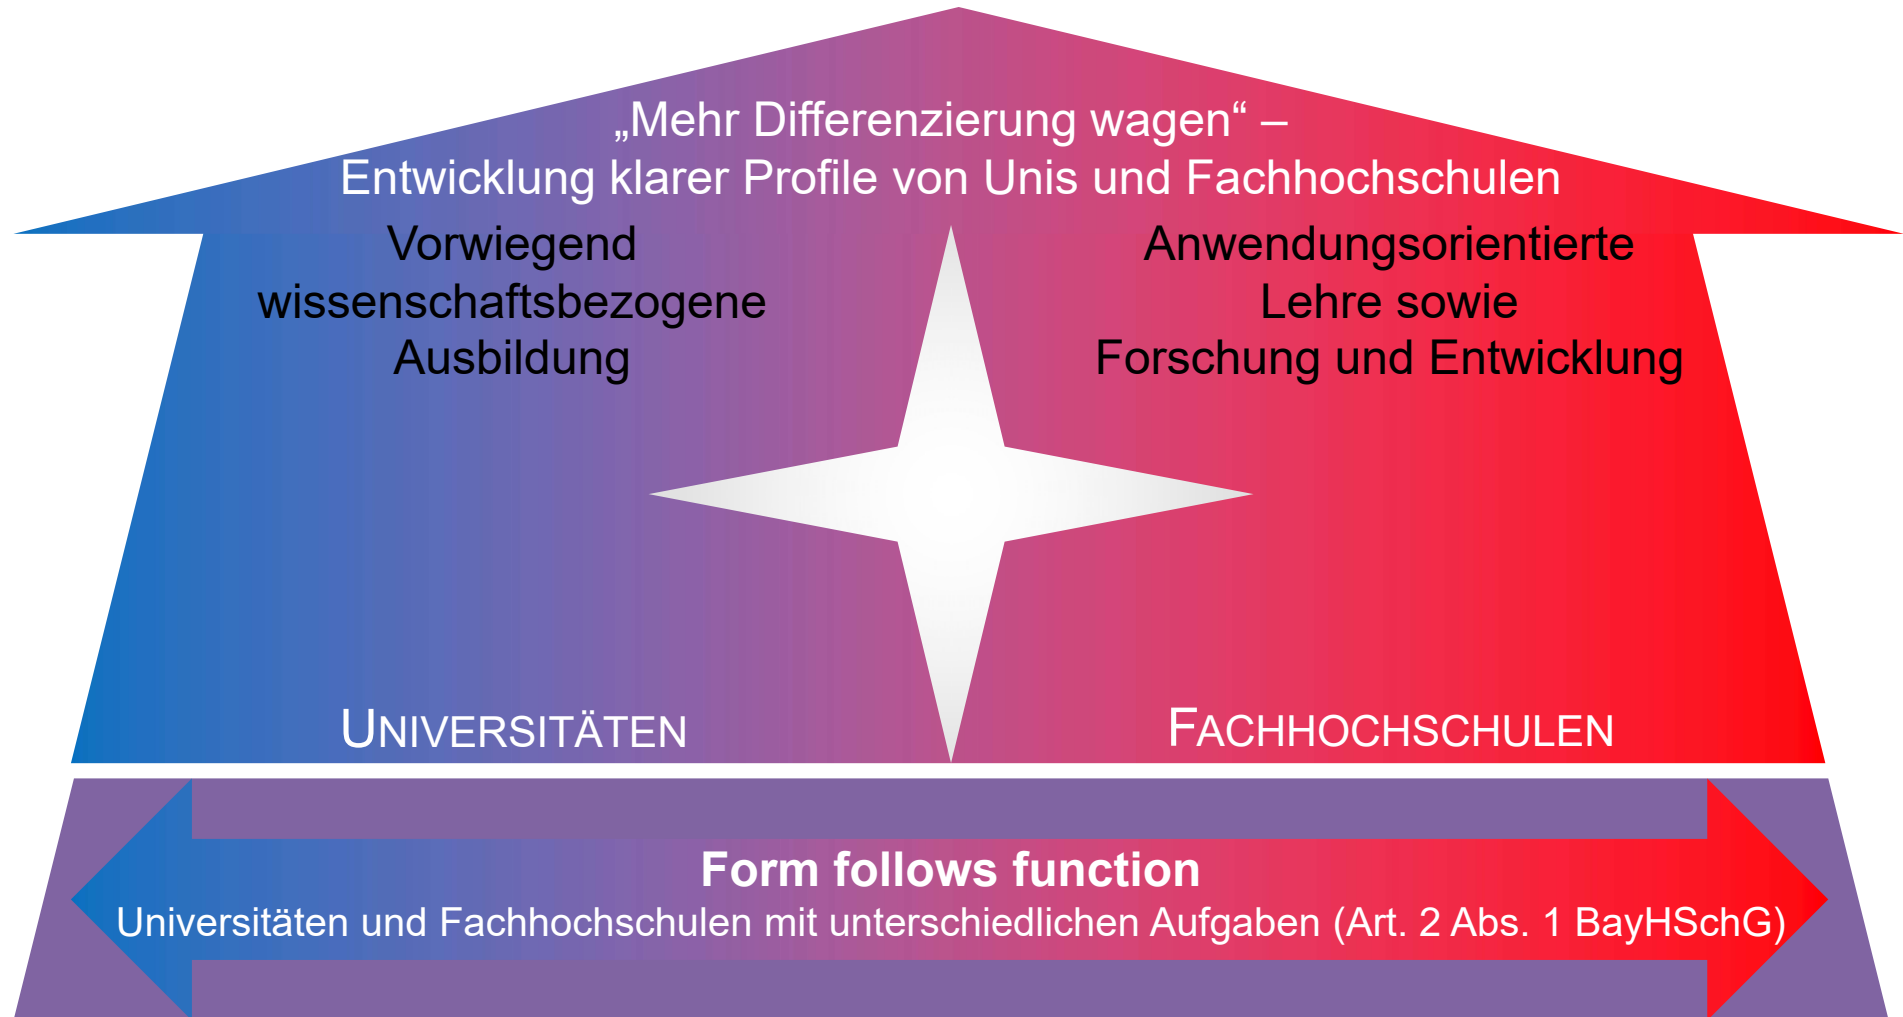 „Mehr Differenzierung wagen“ –
Entwicklung klarer Profile von Unis und Fachhochschulen
Vorwiegend
wissenschaftsbezogene
Ausbildung
Anwendungsorientierte
Lehre sowie
Forschung und Entwicklung
UNIVERSITÄTEN
FACHHOCHSCHULEN
Form follows function
Universitäten und Fachhochschulen mit unterschiedlichen Aufgaben (Art. 2 Abs. 1 BayHSchG)